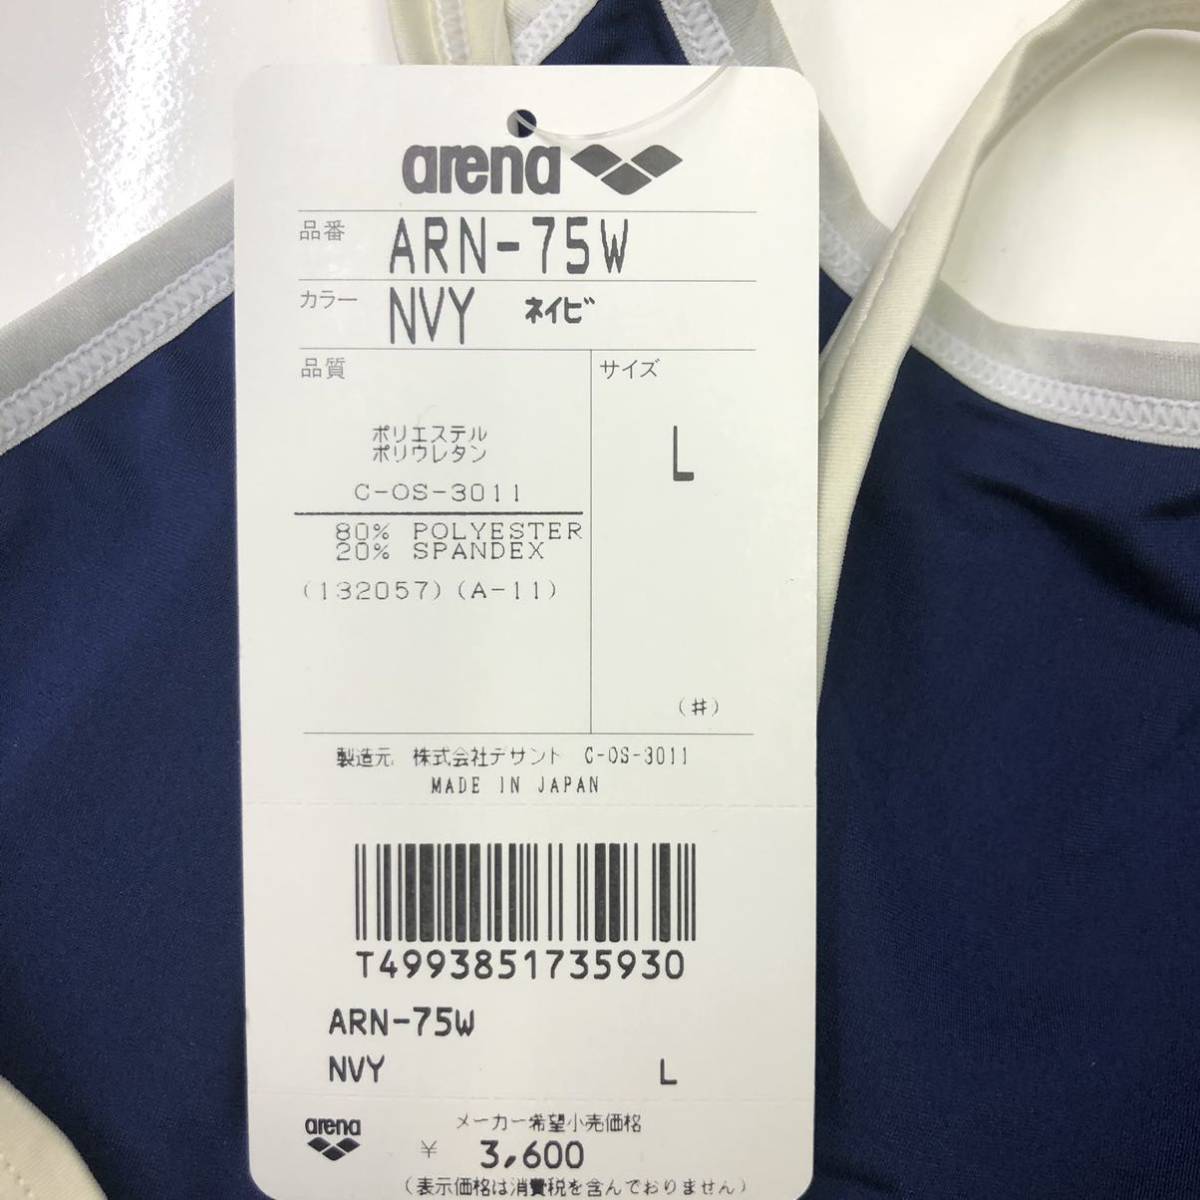 arena
品番 ARN-75W
カラー NVY ネイビ
品質 サイズ
ポリエステル
ポリウレタン
L
C-OS-3011
80% POLYESTER
20% SPANDEX
(132057)(A-11)
(#)
製造元 株式会社デサント C-OS-3011
MADE IN JAPAN
T4993851735930
ARN-75W
NVY L
arena
メーカー希望小売価格
¥ 3,600
(表示価格は消費税を含んでおりません)